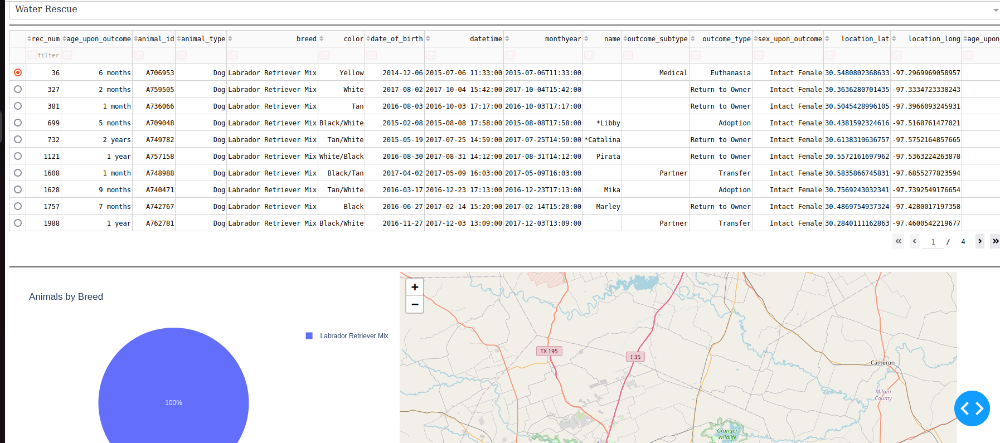 Water Rescue
rec_num age_upon_outcome animal_id animal_type breed color date_of_birth datetime monthyear name outcome_subtype outcome_type sex_upon_outcome location_lat location_long age_upon_
Aa filter Aa Aa Aa Aa Aa Aa Aa Aa Aa Aa Aa Aa Aa Aa Aa
36 6 months A706953 Dog Labrador Retriever Mix Yellow 2014-12-06 2015-07-06 11:33:00 2015-07-06T11:33:00 Medical Euthanasia Intact Female 30.5480802368633 -97.2969969058957
327 2 months A759505 Dog Labrador Retriever Mix White 2017-08-02 2017-10-04 15:42:00 2017-10-04T15:42:00 Return to Owner Intact Female 30.3636280701435 -97.3334723338243
381 1 month A736066 Dog Labrador Retriever Mix Tan 2016-08-03 2016-10-03 17:17:00 2016-10-03T17:17:00 Return to Owner Intact Female 30.5045428996105 -97.3966093245931
699 5 months A709048 Dog Labrador Retriever Mix Black/White 2015-02-08 2015-08-08 17:58:00 2015-08-08T17:58:00 *Libby Adoption Intact Female 30.4381592324616 -97.5168761477021
732 2 years A749782 Dog Labrador Retriever Mix Tan/White 2015-05-19 2017-07-25 14:59:00 2017-07-25T14:59:00 *Catalina Return to Owner Intact Female 30.6138310636757 -97.5752164857665
1121 1 year A757158 Dog Labrador Retriever Mix White/Black 2016-08-30 2017-08-31 14:12:00 2017-08-31T14:12:00 Pirata Return to Owner Intact Female 30.5572161697962 -97.5363224263878
1608 1 month A748988 Dog Labrador Retriever Mix Black/Tan 2017-04-02 2017-05-09 16:03:00 2017-05-09T16:03:00 Partner Transfer Intact Female 30.5835866745831 -97.6855277823594
1628 9 months A740471 Dog Labrador Retriever Mix Tan/White 2016-03-17 2016-12-23 17:13:00 2016-12-23T17:13:00 Mika Adoption Intact Female 30.7569243032341 -97.7392549176654
1757 7 months A742767 Dog Labrador Retriever Mix Black 2016-06-27 2017-02-14 15:20:00 2017-02-14T15:20:00 Marley Return to Owner Intact Female 30.4869754937324 -97.4280017197358
1988 1 year A762781 Dog Labrador Retriever Mix Black/White 2016-11-27 2017-12-03 13:09:00 2017-12-03T13:09:00 Partner Transfer Intact Female 30.2840111162863 -97.4600542219677
1 / 4
Animals by Breed
Labrador Retriever Mix
100%
+
−
TX 195
I 35
Cameron
Milam
County
Granger
Wildlife